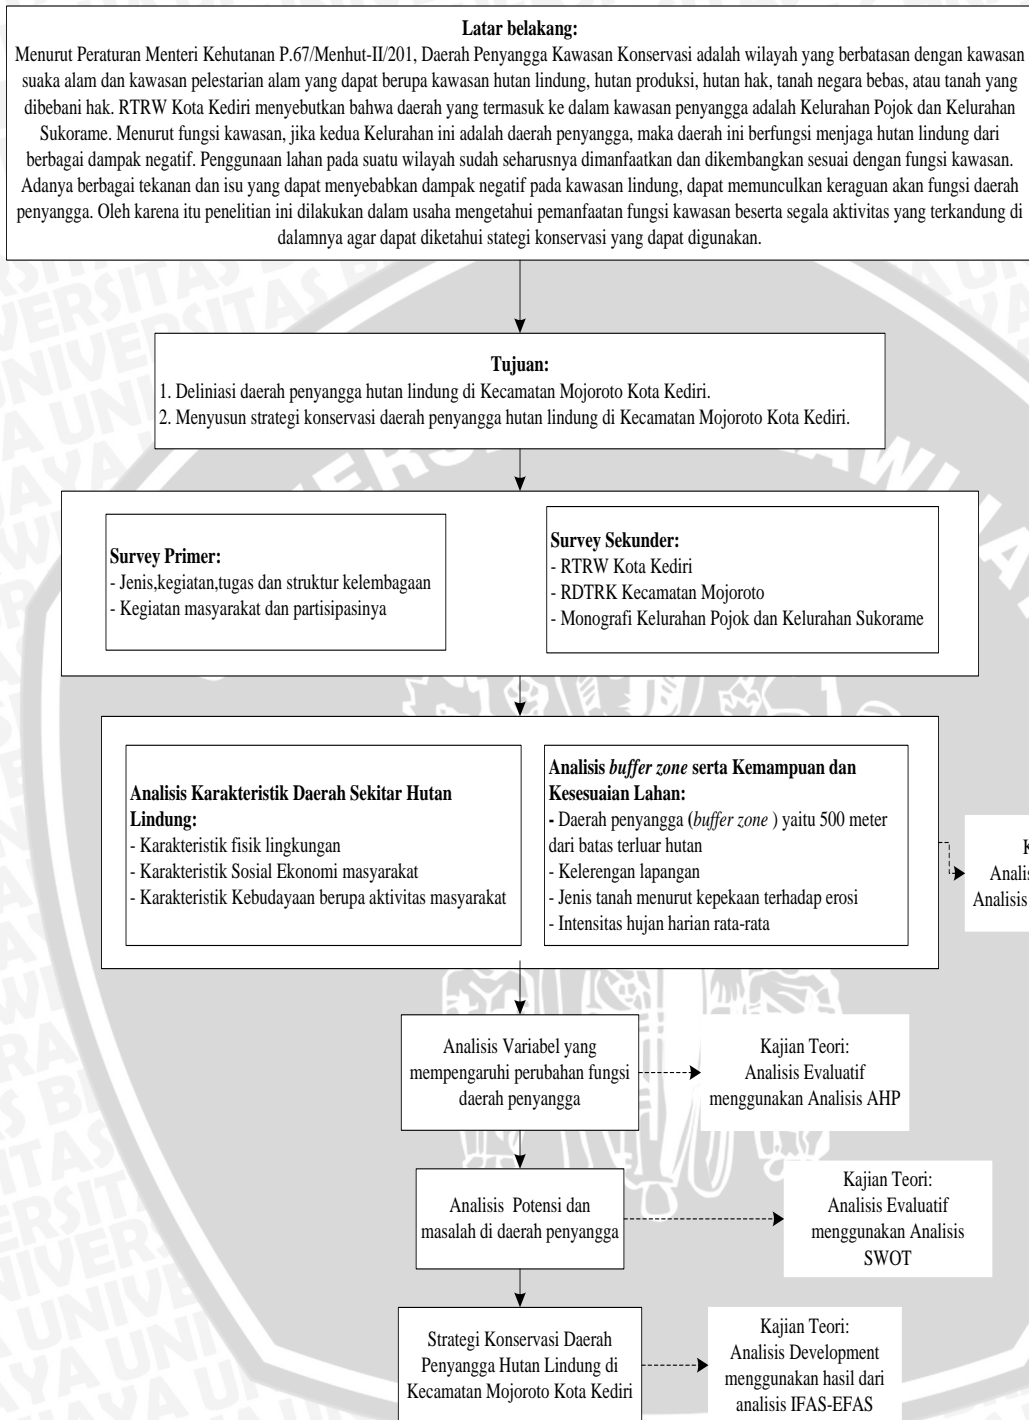 Latar belakang:
Menurut Peraturan Menteri Kehutanan P.67/Menhut-II/201, Daerah Penyangga Kawasan Konservasi adalah wilayah yang berbatasan dengan kawasan
suaka alam dan kawasan pelestarian alam yang dapat berupa kawasan hutan lindung, hutan produksi, hutan hak, tanah negara bebas, atau tanah yang
dibebani hak. RTRW Kota Kediri menyebutkan bahwa daerah yang termasuk ke dalam kawasan penyangga adalah Kelurahan Pojok dan Kelurahan
Sukorame. Menurut fungsi kawasan, jika kedua Kelurahan ini adalah daerah penyangga, maka daerah ini berfungsi menjaga hutan lindung dari
berbagai dampak negatif. Penggunaan lahan pada suatu wilayah sudah seharusnya dimanfaatkan dan dikembangkan sesuai dengan fungsi kawasan.
Adanya berbagai tekanan dan isu yang dapat menyebabkan dampak negatif pada kawasan lindung, dapat memunculkan keraguan akan fungsi daerah
penyangga. Oleh karena itu penelitian ini dilakukan dalam usaha mengetahui pemanfaatan fungsi kawasan beserta segala aktivitas yang terkandung di
dalamnya agar dapat diketahui stategi konservasi yang dapat digunakan.
Tujuan:
1. Deliniasi daerah penyangga hutan lindung di Kecamatan Mojoroto Kota Kediri.
2. Menyusun strategi konservasi daerah penyangga hutan lindung di Kecamatan Mojoroto Kota Kediri.
Survey Primer:
- Jenis,kegiatan,tugas dan struktur kelembagaan
- Kegiatan masyarakat dan partisipasinya
Survey Sekunder:
- RTRW Kota Kediri
- RDTRK Kecamatan Mojoroto
- Monografi Kelurahan Pojok dan Kelurahan Sukorame
Analisis Karakteristik Daerah Sekitar Hutan
Lindung:
- Karakteristik fisik lingkungan
- Karakteristik Sosial Ekonomi masyarakat
- Karakteristik Kebudayaan berupa aktivitas masyarakat
Analisis buffer zone serta Kemampuan dan
Kesesuaian Lahan:
- Daerah penyangga (buffer zone ) yaitu 500 meter
dari batas terluar hutan
- Kelerengan lapangan
- Jenis tanah menurut kepekaan terhadap erosi
- Intensitas hujan harian rata-rata
K
Analis
Analisis
Analisis Variabel yang
mempengaruhi perubahan fungsi
daerah penyangga
Kajian Teori:
Analisis Evaluatif
menggunakan Analisis AHP
Analisis Potensi dan
masalah di daerah penyangga
Kajian Teori:
Analisis Evaluatif
menggunakan Analisis
SWOT
Strategi Konservasi Daerah
Penyangga Hutan Lindung di
Kecamatan Mojoroto Kota Kediri
Kajian Teori:
Analisis Development
menggunakan hasil dari
analisis IFAS-EFAS